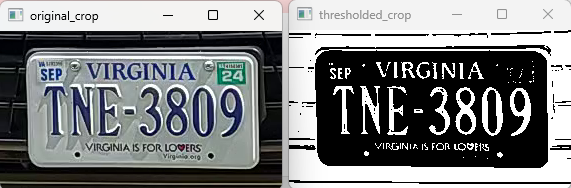 original_crop
SEP VIRGINIA 24
TNE-3809
VIRGINIA IS FOR LOVERS
Virginia.org
thresholded_crop
SEP VIRGINIA
TNE-3809
VIRGINIA IS FOR LOVERS